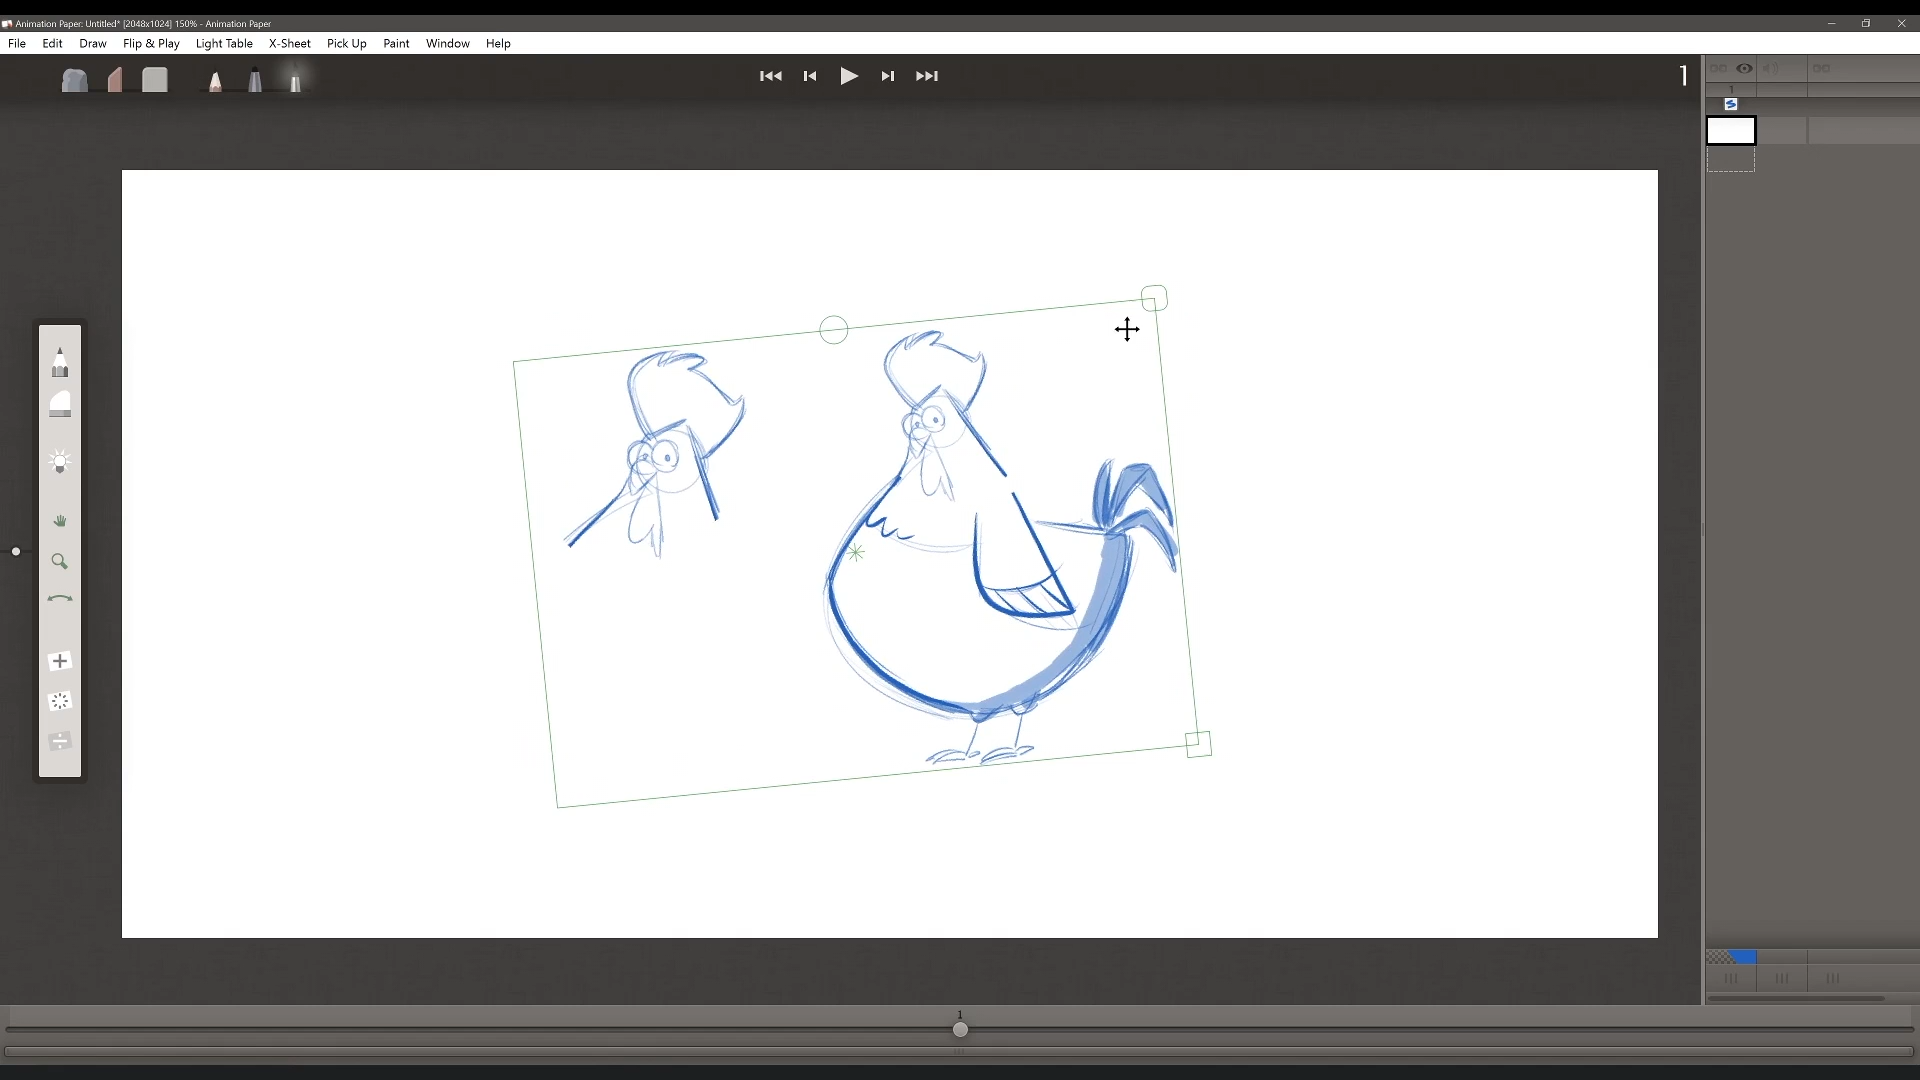 Animation Paper: Untitled* [2048x1024] 150% - Animation Paper
File Edit Draw Flip & Play Light Table X-Sheet Pick Up Paint Window Help
1
1
1